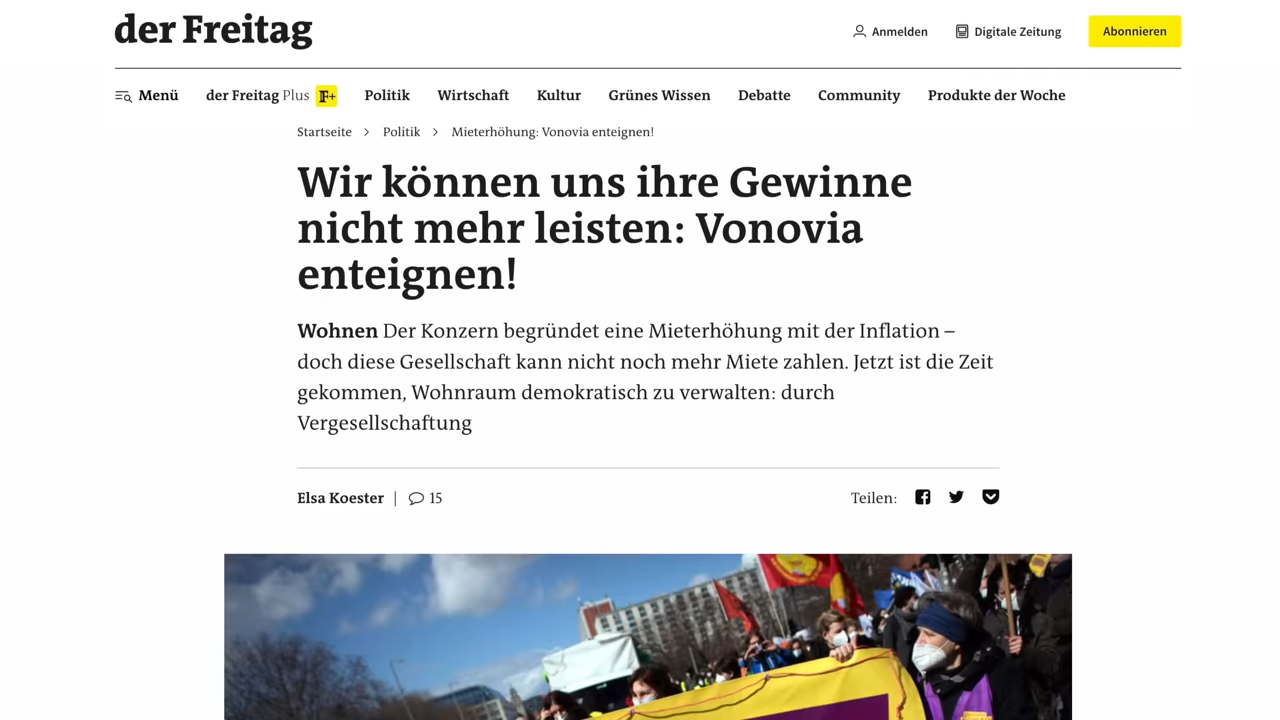 der Freitag
Anmelden
Digitale Zeitung
Abonnieren
Menü
der Freitag Plus F+
Politik
Wirtschaft
Kultur
Grünes Wissen
Debatte
Community
Produkte der Woche
Startseite > Politik > Mieterhöhung: Vonovia enteignen!
Wir können uns ihre Gewinne
nicht mehr leisten: Vonovia
enteignen!
Wohnen Der Konzern begründet eine Mieterhöhung mit der Inflation –
doch diese Gesellschaft kann nicht noch mehr Miete zahlen. Jetzt ist die Zeit
gekommen, Wohnraum demokratisch zu verwalten: durch
Vergesellschaftung
Elsa Koester | 15
Teilen: